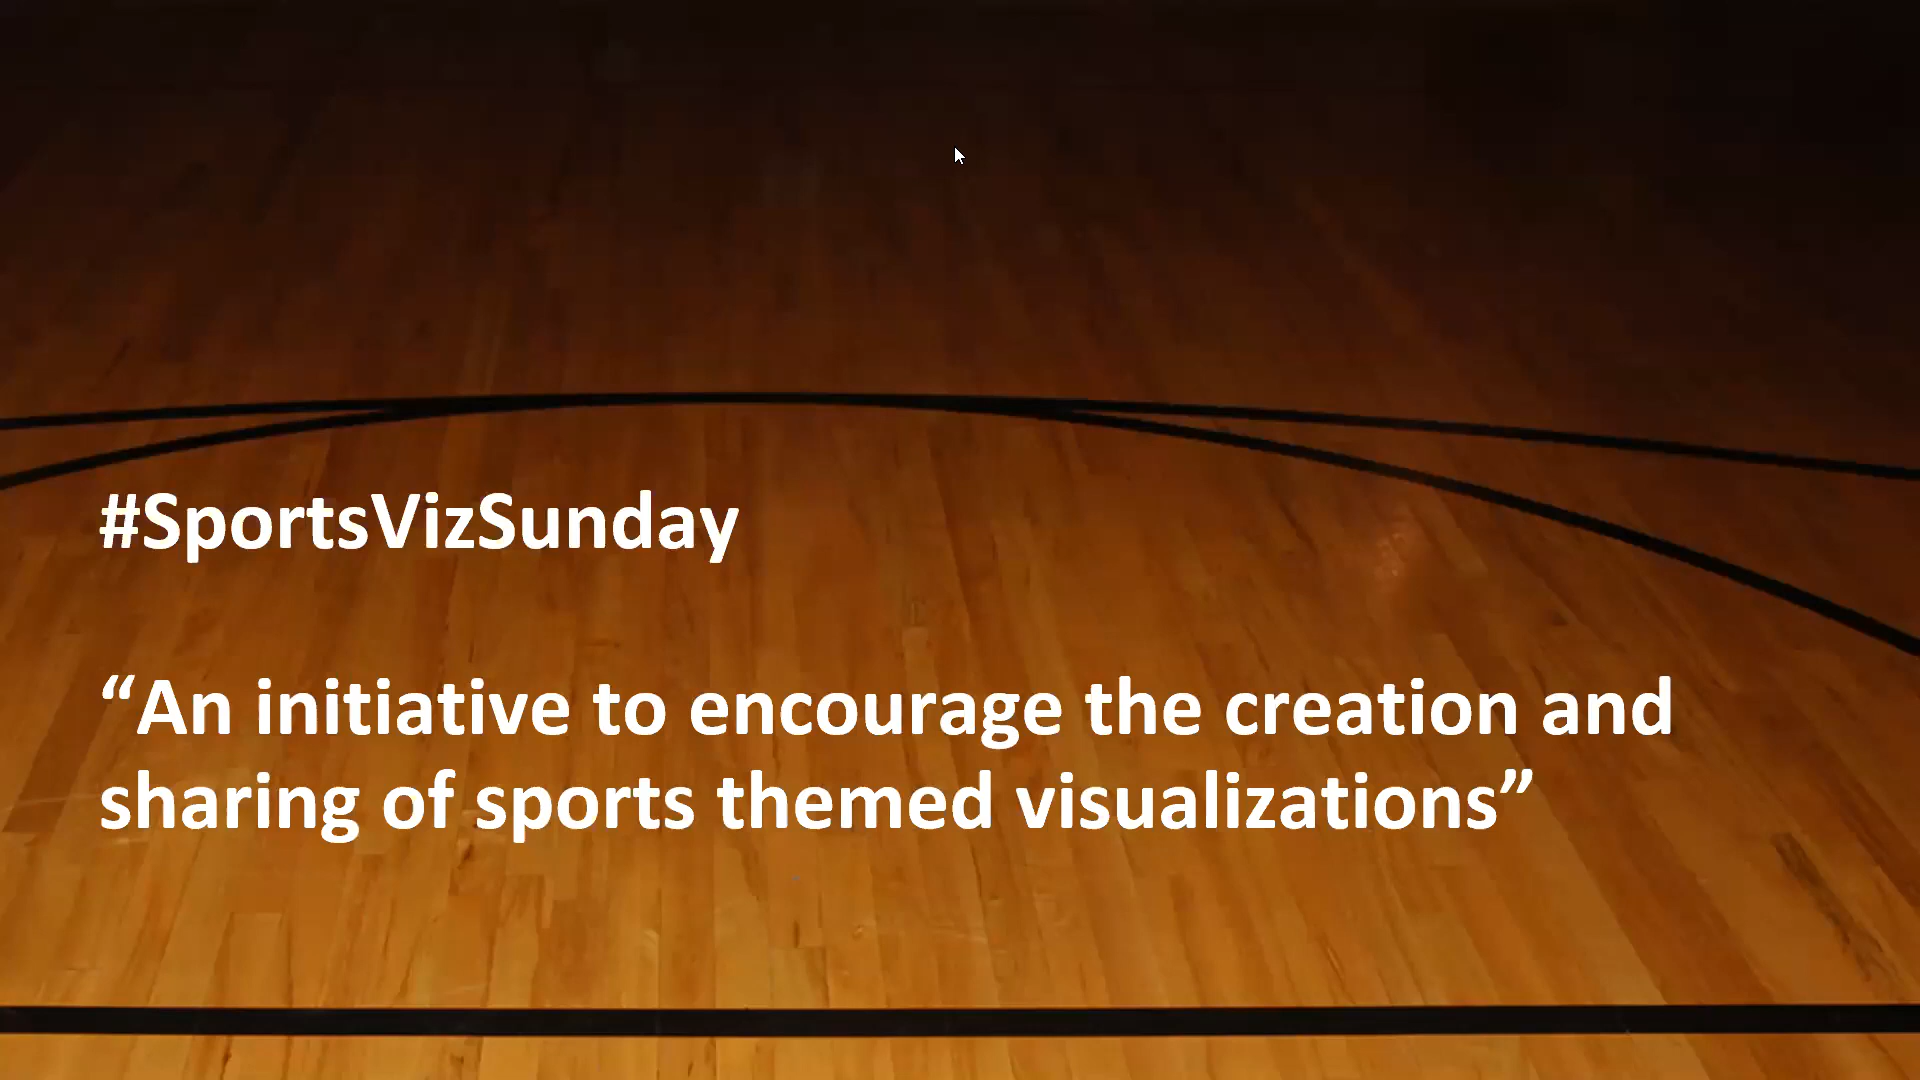 #SportsVizSunday
“An initiative to encourage the creation and
sharing of sports themed visualizations”